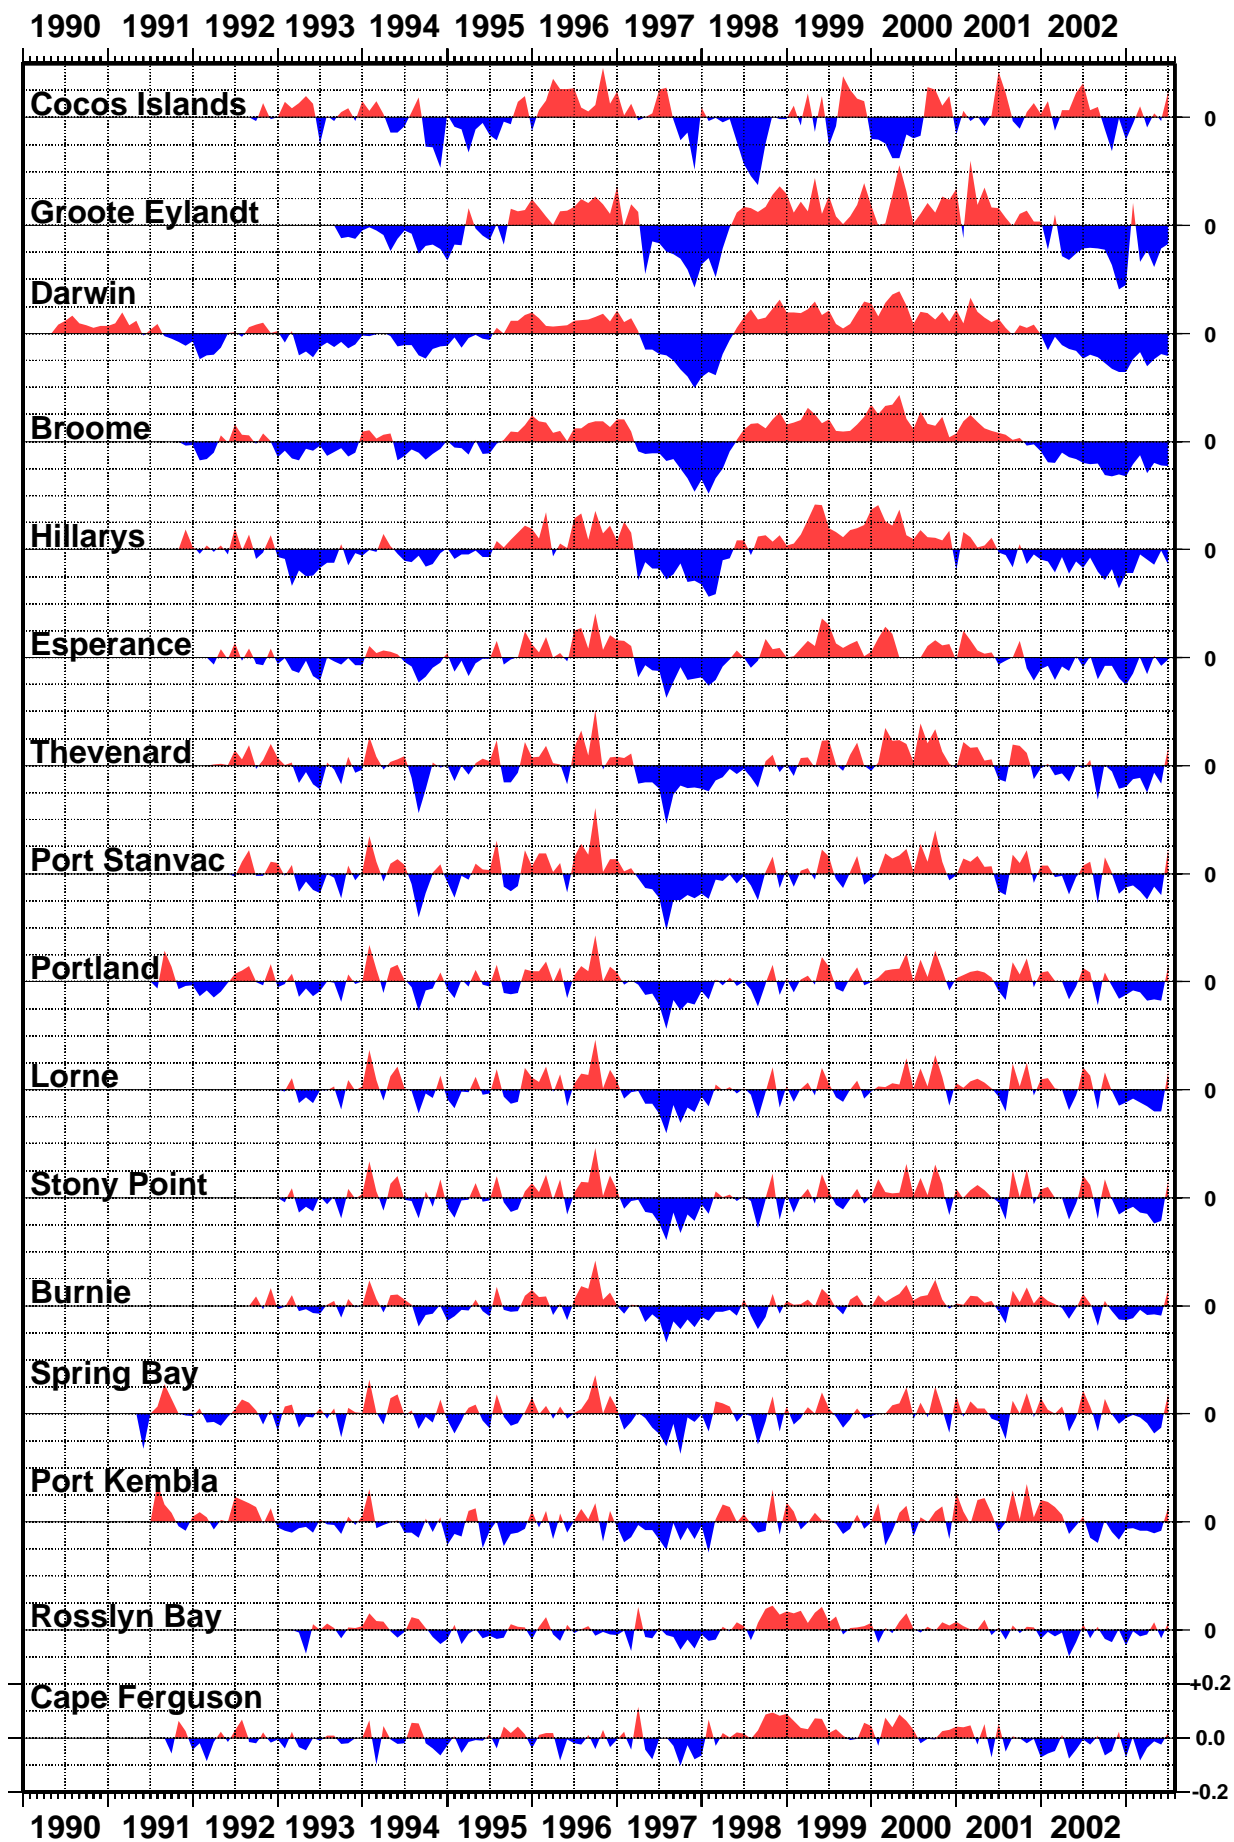 1990 1991 1992 1993 1994 1995 1996 1997 1998 1999 2000 2001 2002
Cocos Islands 0
Groote Eylandt 0
Darwin 0
Broome 0
Hillarys 0
Esperance 0
Thevenard 0
Port Stanvac 0
Portland 0
Lorne 0
Stony Point 0
Burnie 0
Spring Bay 0
Port Kembla 0
Rosslyn Bay 0
+0.2
Cape Ferguson
0.0
-0.2
1990 1991 1992 1993 1994 1995 1996 1997 1998 1999 2000 2001 2002